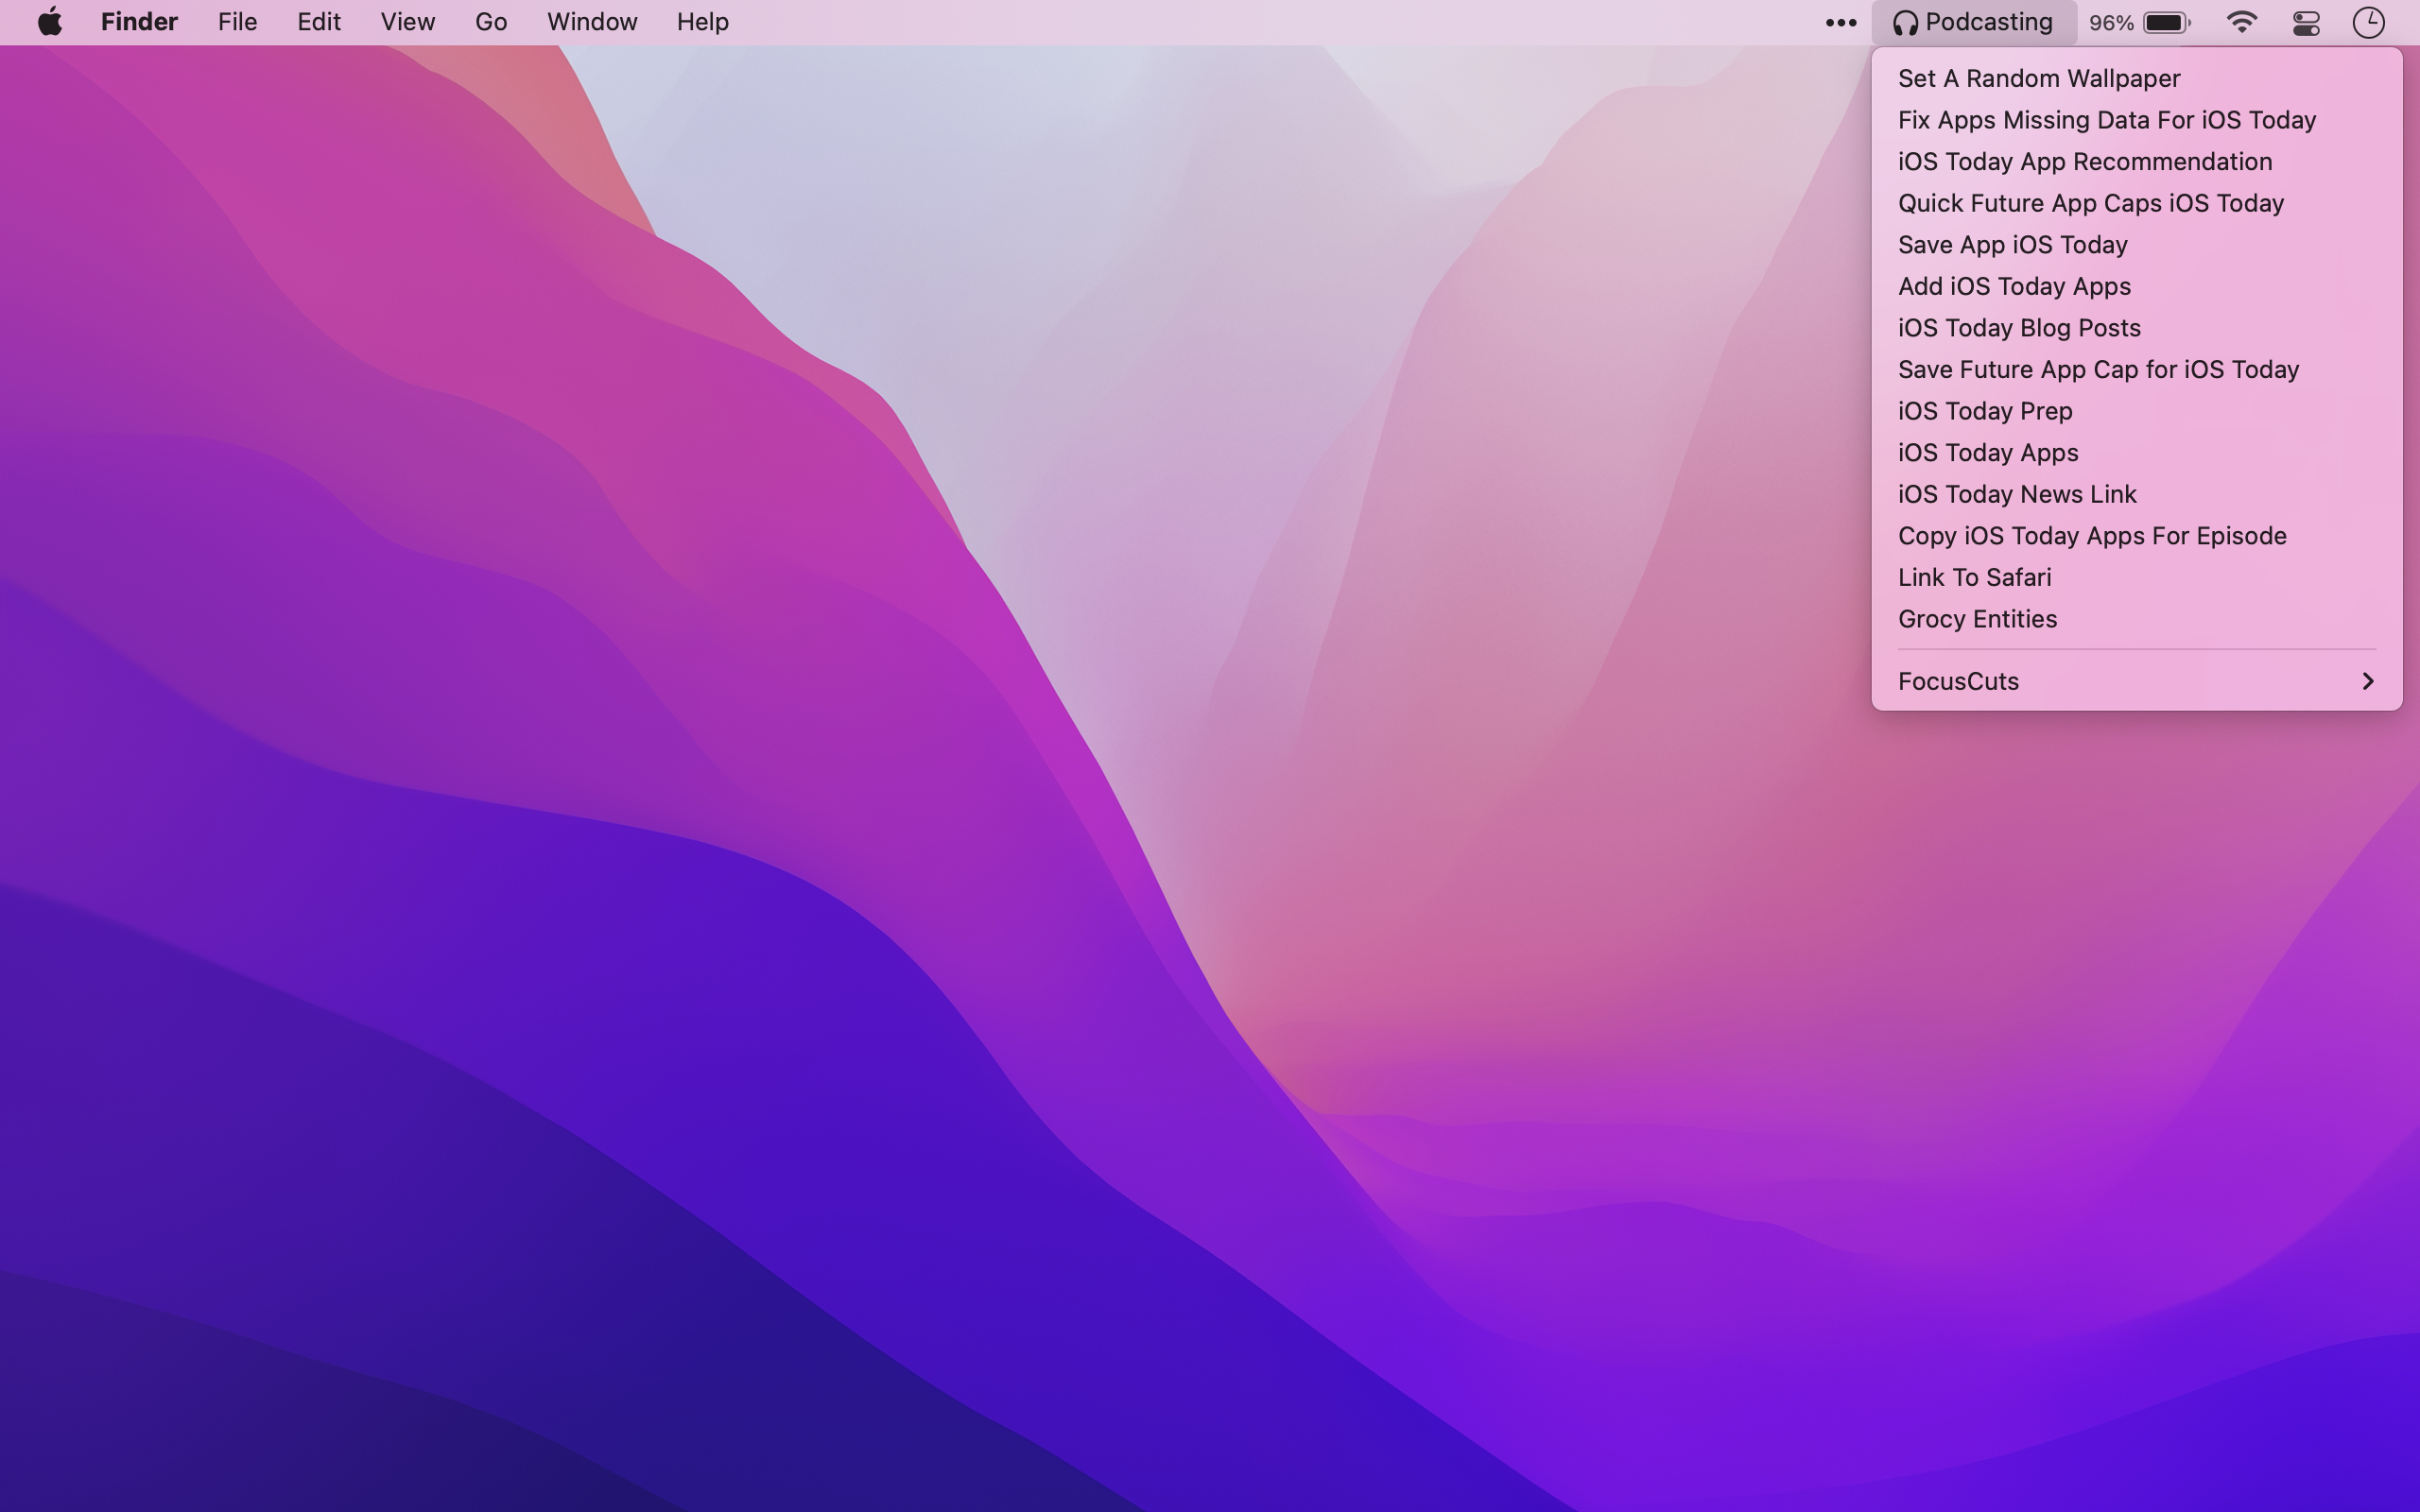 Finder File Edit View Go Window Help ••• Podcasting 96%
Set A Random Wallpaper
Fix Apps Missing Data For iOS Today
iOS Today App Recommendation
Quick Future App Caps iOS Today
Save App iOS Today
Add iOS Today Apps
iOS Today Blog Posts
Save Future App Cap for iOS Today
iOS Today Prep
iOS Today Apps
iOS Today News Link
Copy iOS Today Apps For Episode
Link To Safari
Grocy Entities
FocusCuts